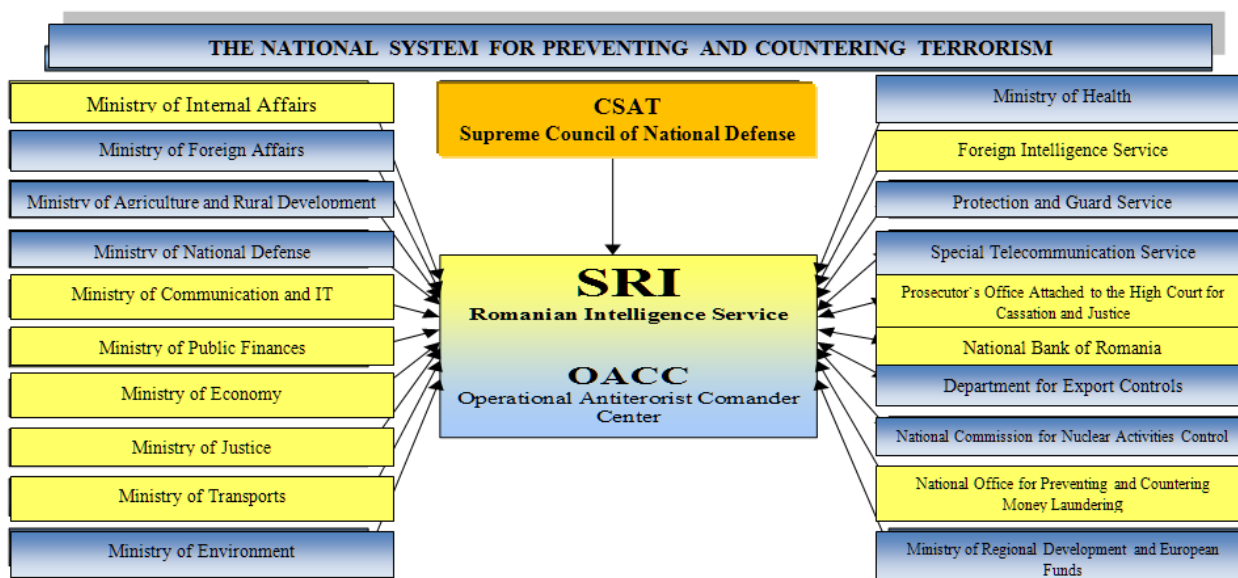 THE NATIONAL SYSTEM FOR PREVENTING AND COUNTERING TERRORISM
Ministry of Internal Affairs
Ministry of Foreign Affairs
Ministry of Agriculture and Rural Development
Ministry of National Defense
Ministry of Communication and IT
Ministry of Public Finances
Ministry of Economy
Ministry of Justice
Ministry of Transports
Ministry of Environment
CSAT
Supreme Council of National Defense
SRI
Romanian Intelligence Service
OACC
Operational Antiterorist Comander
Center
Ministry of Health
Foreign Intelligence Service
Protection and Guard Service
Special Telecommunication Service
Prosecutor`s Office Attached to the High Court for
Cassation and Justice
National Bank of Romania
Department for Export Controls
National Commission for Nuclear Activities Control
National Office for Preventing and Countering
Money Laundering
Ministry of Regional Development and European
Funds